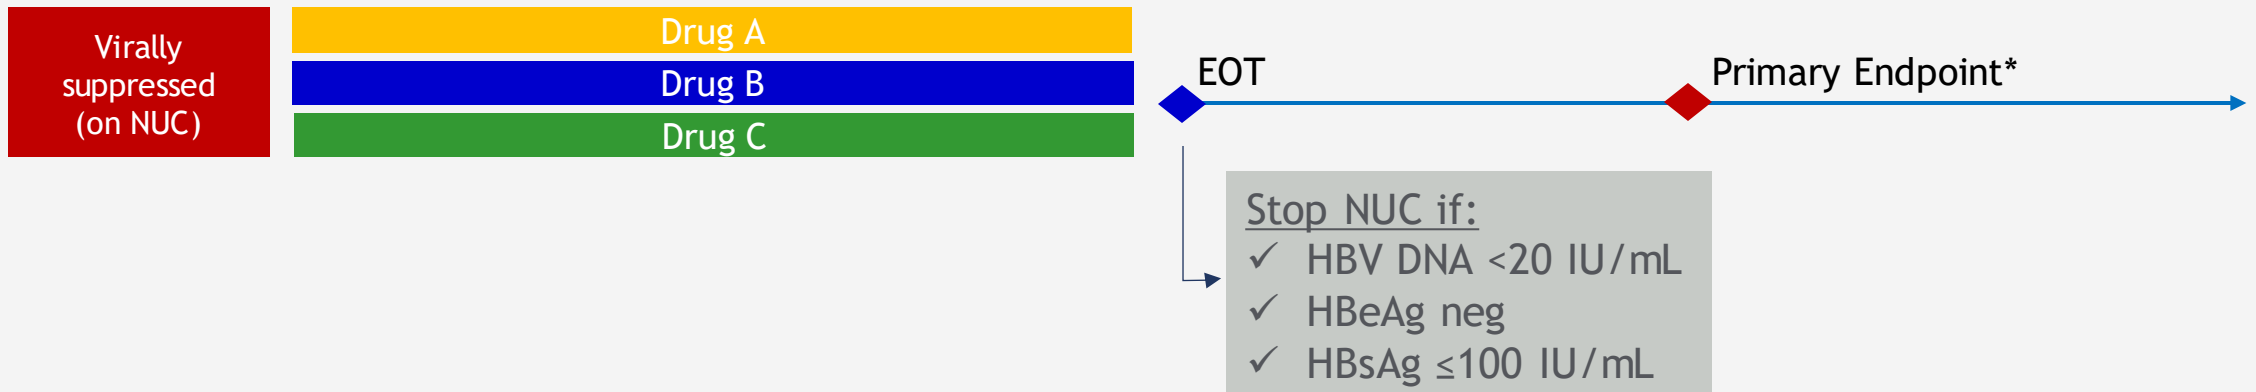 Virally
suppressed
(on NUC)
Drug A
Drug B
Drug C
EOT
Primary Endpoint*
Stop NUC if:
✓ HBV DNA <20 IU/mL
✓ HBeAg neg
✓ HBsAg ≤100 IU/mL